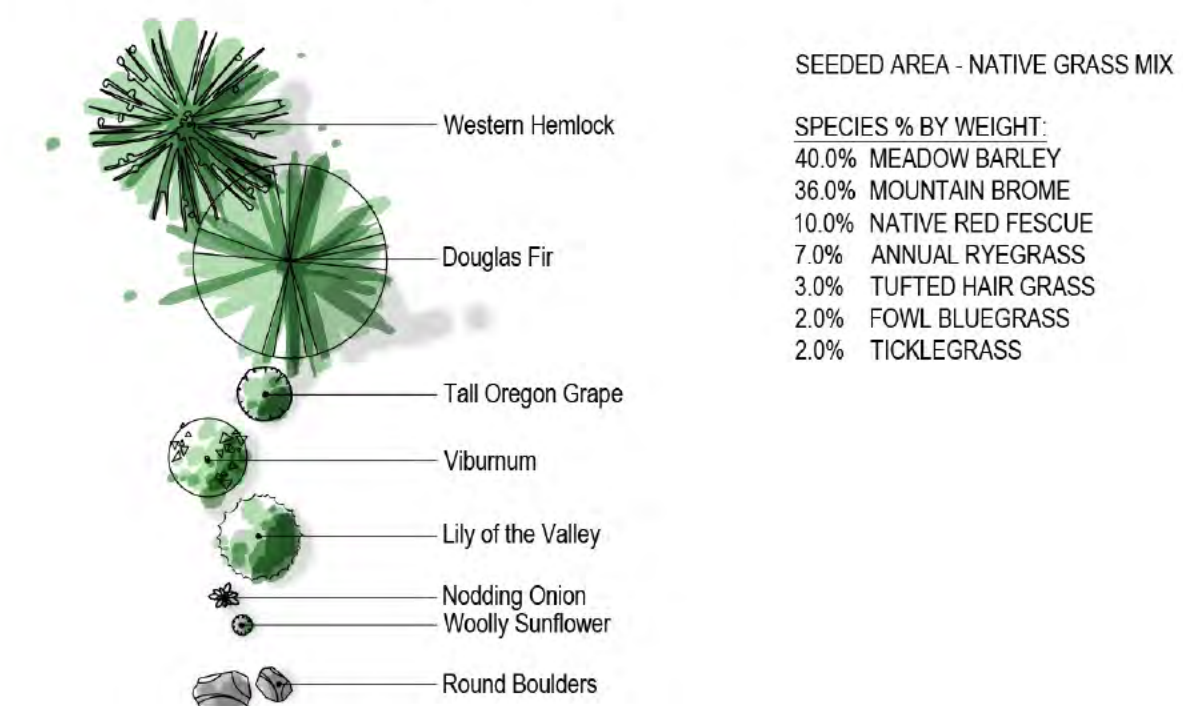 Western Hemlock
Douglas Fir
Tall Oregon Grape
Viburnum
Lily of the Valley
Nodding Onion
Woolly Sunflower
Round Boulders
SEEDED AREA - NATIVE GRASS MIX
SPECIES % BY WEIGHT:
40.0% MEADOW BARLEY
36.0% MOUNTAIN BROME
10.0% NATIVE RED FESCUE
7.0% ANNUAL RYEGRASS
3.0% TUFTED HAIR GRASS
2.0% FOWL BLUEGRASS
2.0% TICKLEGRASS